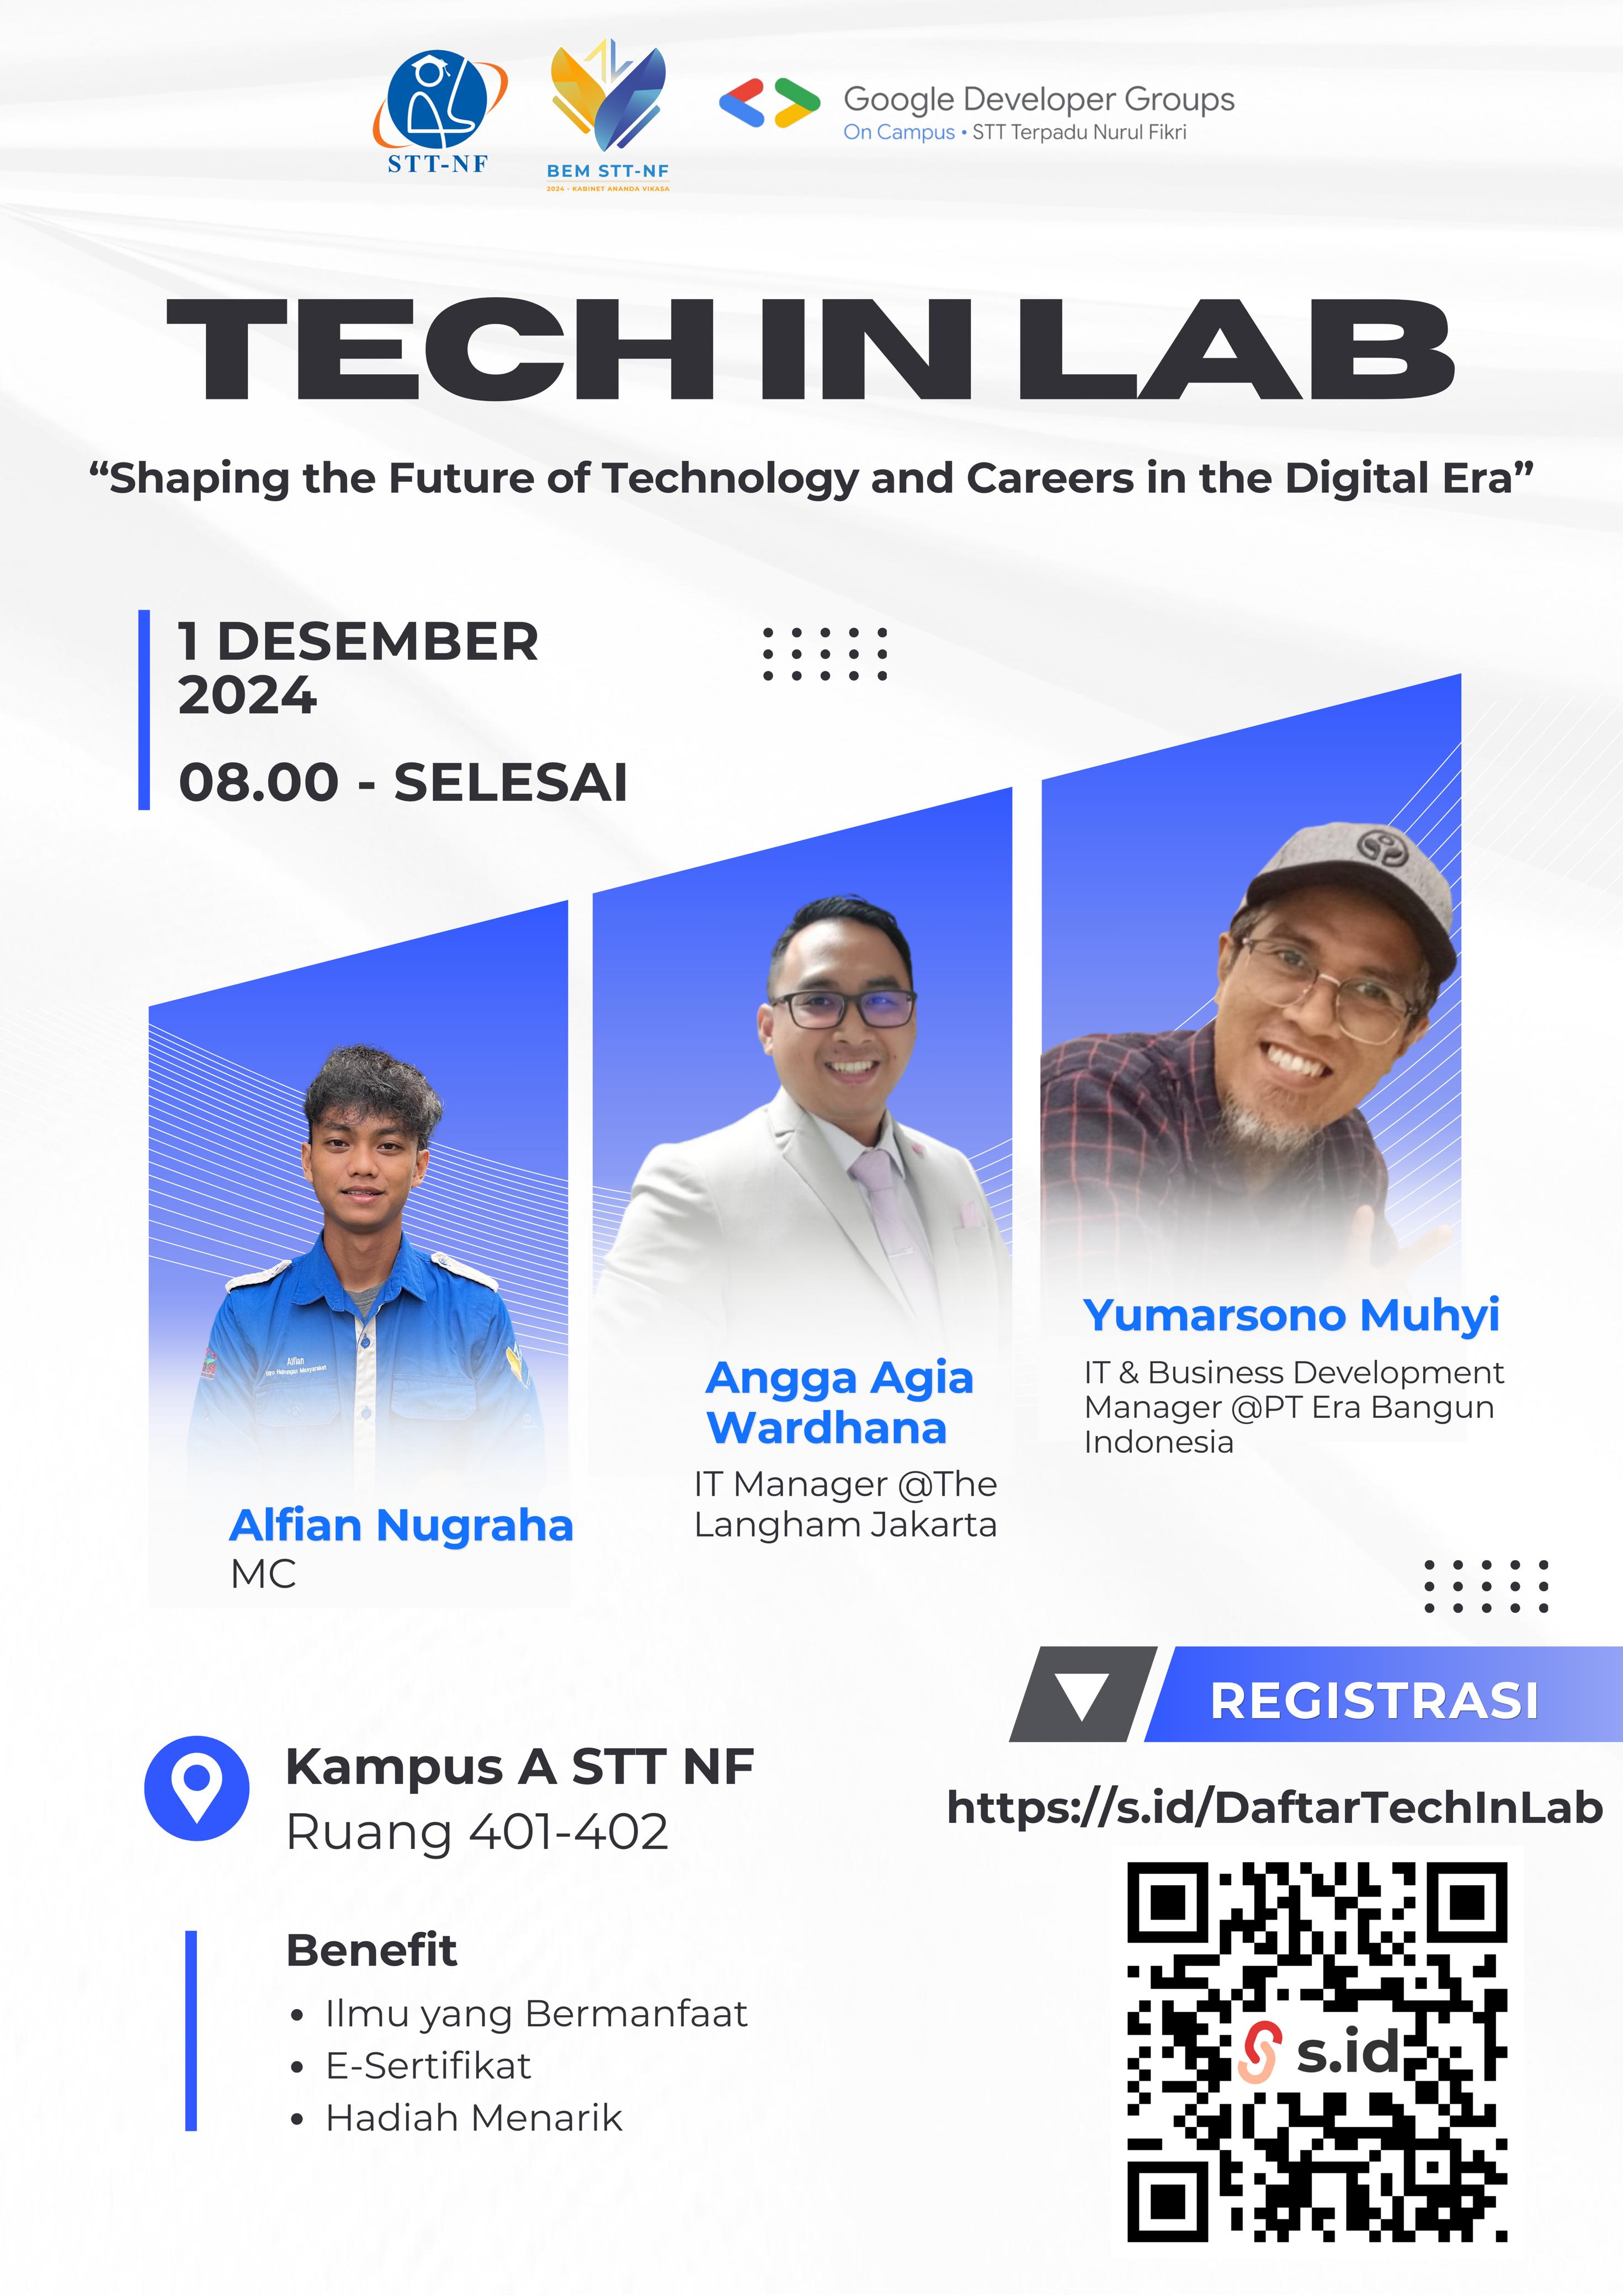 STT-NF
BEM STT-NF
2024 - KABINET ANANDA VIKASA
Google Developer Groups
On Campus • STT Terpadu Nurul Fikri
TECH IN LAB
“Shaping the Future of Technology and Careers in the Digital Era”
1 DESEMBER
2024
08.00 - SELESAI
Alfian
Alfian Nugraha
MC
Angga Agia
Wardhana
IT Manager @The
Langham Jakarta
Yumarsono Muhyi
IT & Business Development
Manager @PT Era Bangun
Indonesia
Kampus A STT NF
Ruang 401-402
Benefit
• Ilmu yang Bermanfaat
• E-Sertifikat
• Hadiah Menarik
REGISTRASI
https://s.id/DaftarTechInLab
s.id